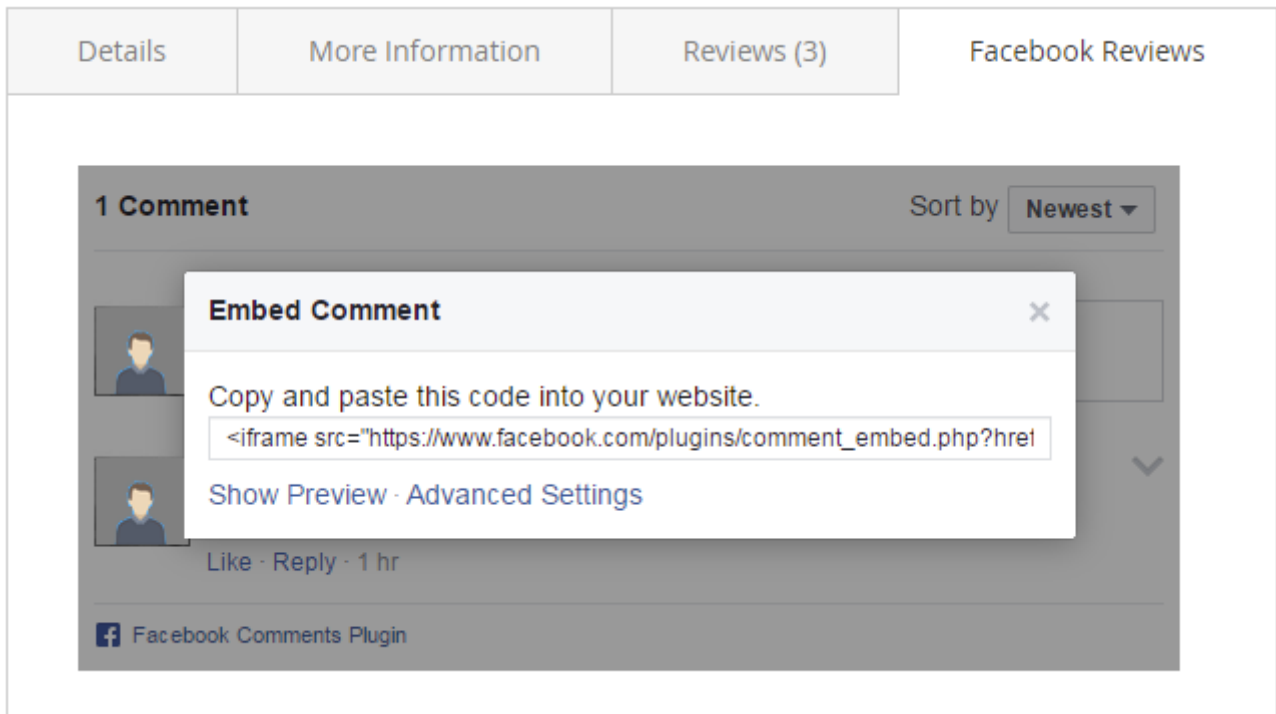 Details More Information Reviews (3) Facebook Reviews
1 Comment Sort by Newest
Embed Comment ×
Copy and paste this code into your website.
<iframe src="https://www.facebook.com/plugins/comment_embed.php?href
Show Preview · Advanced Settings
Like · Reply · 1 hr
Facebook Comments Plugin